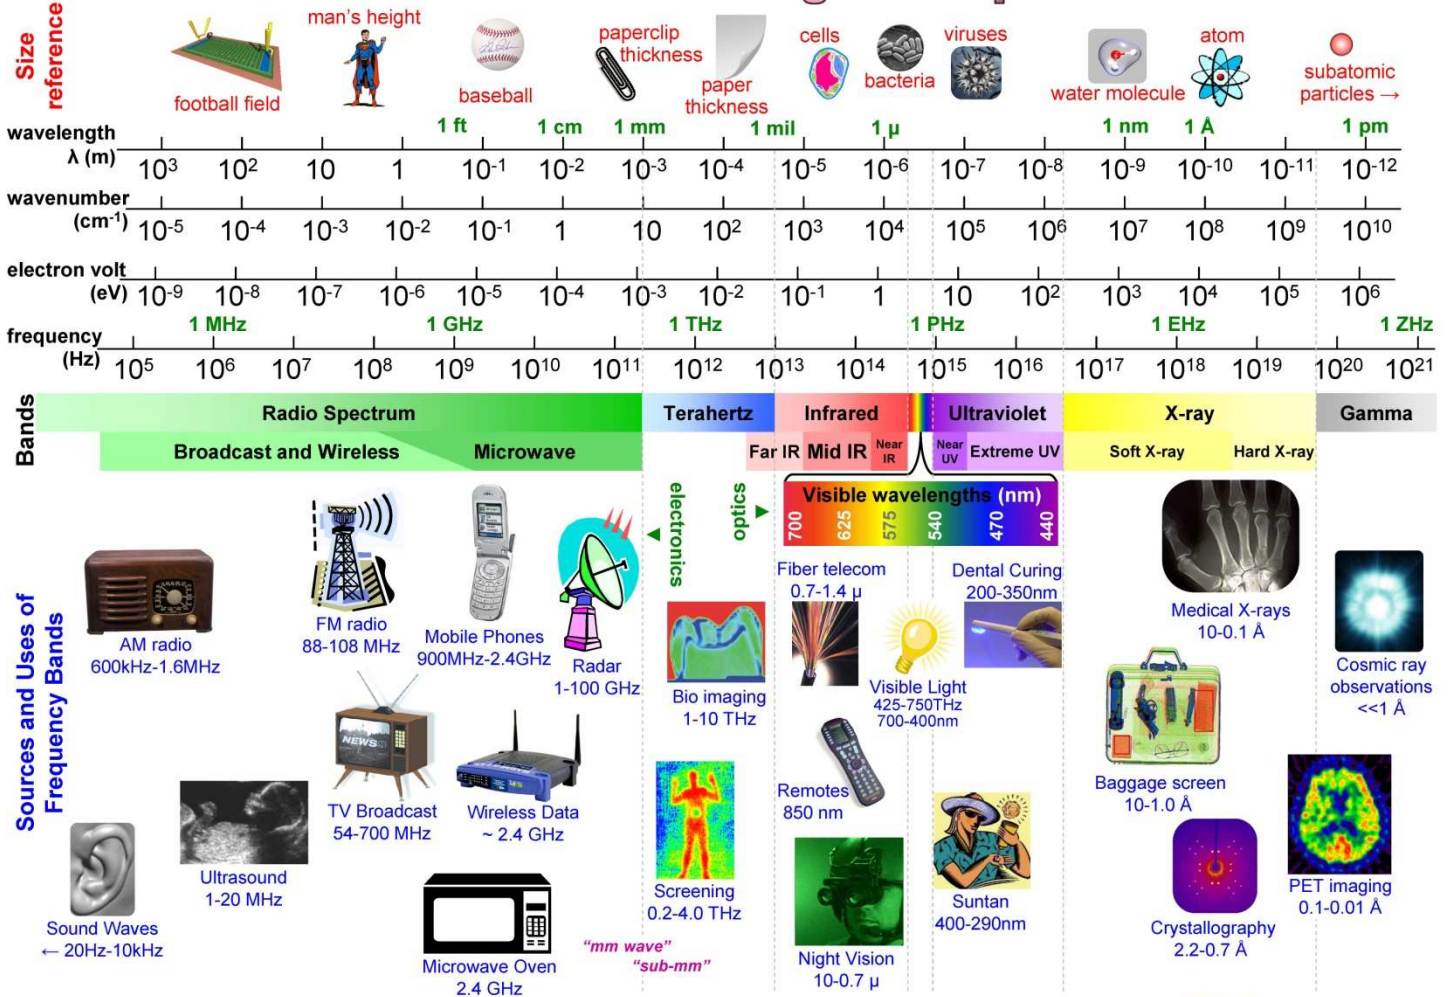 Size
reference
football field
man's height
baseball
paperclip
thickness
paper
thickness
cells
bacteria
viruses
water molecule
atom
subatomic
particles →
1 ft 1 cm 1 mm 1 mil 1 µ 1 nm 1 Å 1 pm
wavelength
λ (m)
10³ 10² 10 1 10⁻¹ 10⁻² 10⁻³ 10⁻⁴ 10⁻⁵ 10⁻⁶ 10⁻⁷ 10⁻⁸ 10⁻⁹ 10⁻¹⁰ 10⁻¹¹ 10⁻¹²
wavenumber
(cm⁻¹)
10⁻⁵ 10⁻⁴ 10⁻³ 10⁻² 10⁻¹ 1 10 10² 10³ 10⁴ 10⁵ 10⁶ 10⁷ 10⁸ 10⁹ 10¹⁰
electron volt
(eV)
10⁻⁹ 10⁻⁸ 10⁻⁷ 10⁻⁶ 10⁻⁵ 10⁻⁴ 10⁻³ 10⁻² 10⁻¹ 1 10 10² 10³ 10⁴ 10⁵ 10⁶
1 MHz 1 GHz 1 THz 1 PHz 1 EHz 1 ZHz
frequency
(Hz)
10⁵ 10⁶ 10⁷ 10⁸ 10⁹ 10¹⁰ 10¹¹ 10¹² 10¹³ 10¹⁴ 10¹⁵ 10¹⁶ 10¹⁷ 10¹⁸ 10¹⁹ 10²⁰ 10²¹
Bands
Radio Spectrum Terahertz Infrared Ultraviolet X-ray Gamma
Broadcast and Wireless Microwave
Far IR Mid IR
Near
IR
Near
UV
Extreme UV Soft X-ray Hard X-ray
electronics
optics
Visible wavelengths (nm)
700 625 575 540 470 440
Sources and Uses of
Frequency Bands
AM radio
600kHz-1.6MHz
FM radio
88-108 MHz
Mobile Phones
900MHz-2.4GHz
Radar
1-100 GHz
Bio imaging
1-10 THz
Fiber telecom
0.7-1.4 µ
Visible Light
425-750THz
700-400nm
Dental Curing
200-350nm
Medical X-rays
10-0.1 Å
Cosmic ray
observations
<<1 Å
NEWS
TV Broadcast
54-700 MHz
Wireless Data
~ 2.4 GHz
Remotes
850 nm
Baggage screen
10-1.0 Å
Sound Waves
← 20Hz-10kHz
Ultrasound
1-20 MHz
Microwave Oven
2.4 GHz
Screening
0.2-4.0 THz
"mm wave"
"sub-mm"
Night Vision
10-0.7 µ
Suntan
400-290nm
Crystallography
2.2-0.7 Å
PET imaging
0.1-0.01 Å